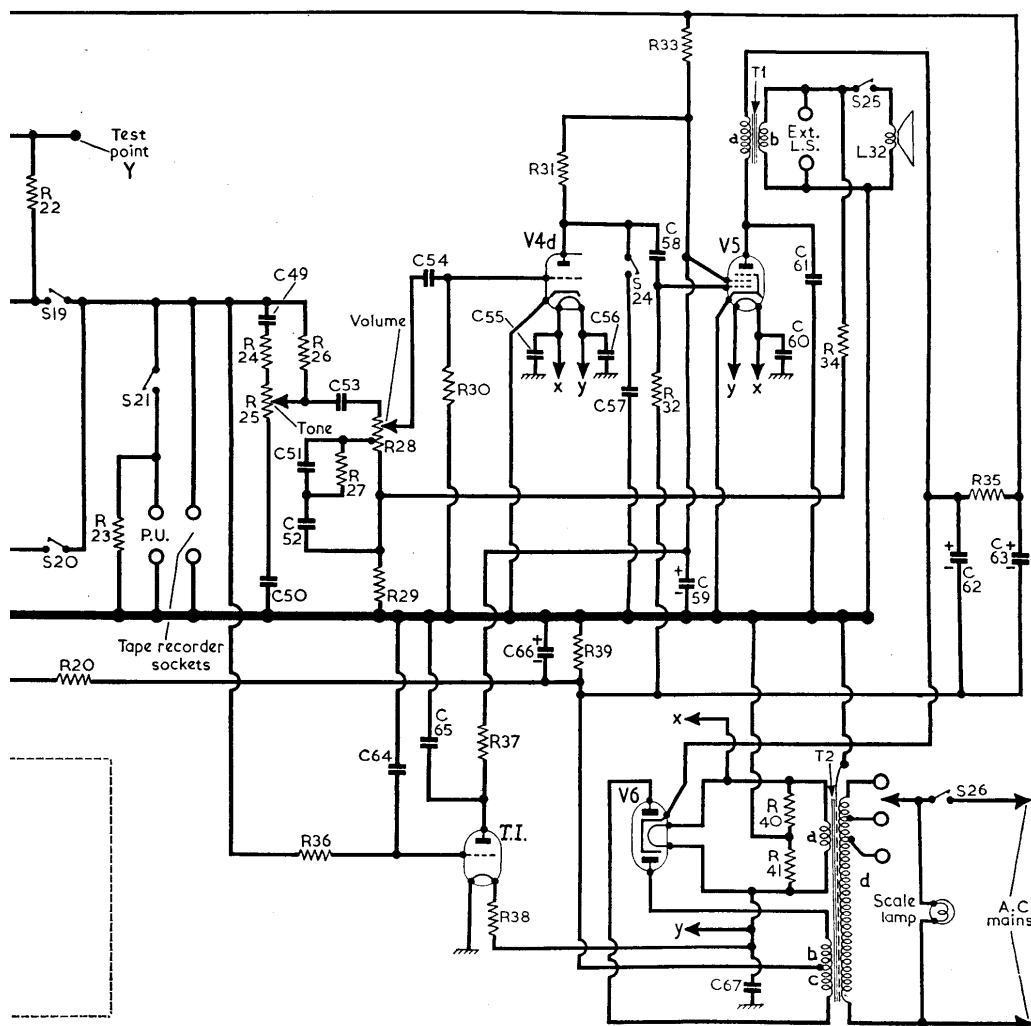 R33
T1
S25
Test
point
Y
Ext.
L.S.
a
b
L32
R31
R
22
V4d
C
58
V5
C
61
C54
C49
S
24
S19
Volume
C55
C56
C
60
R
24
R
26
R
34
x
y
y
x
S21
R
25
C53
R30
C57
R
32
Tone
R28
C51
R
27
R35
R
23
P.U.
C
52
+
-
C
62
C
63
+
-
S20
C50
R29
+
-
C
59
Tape recorder
sockets
C66
+
-
R39
R20
x
C
65
R37
C64
T2
V6
S26
R
40
T.I.
a
R36
R
41
d
Scale
lamp
A.C
mains
R38
y
b
c
C67